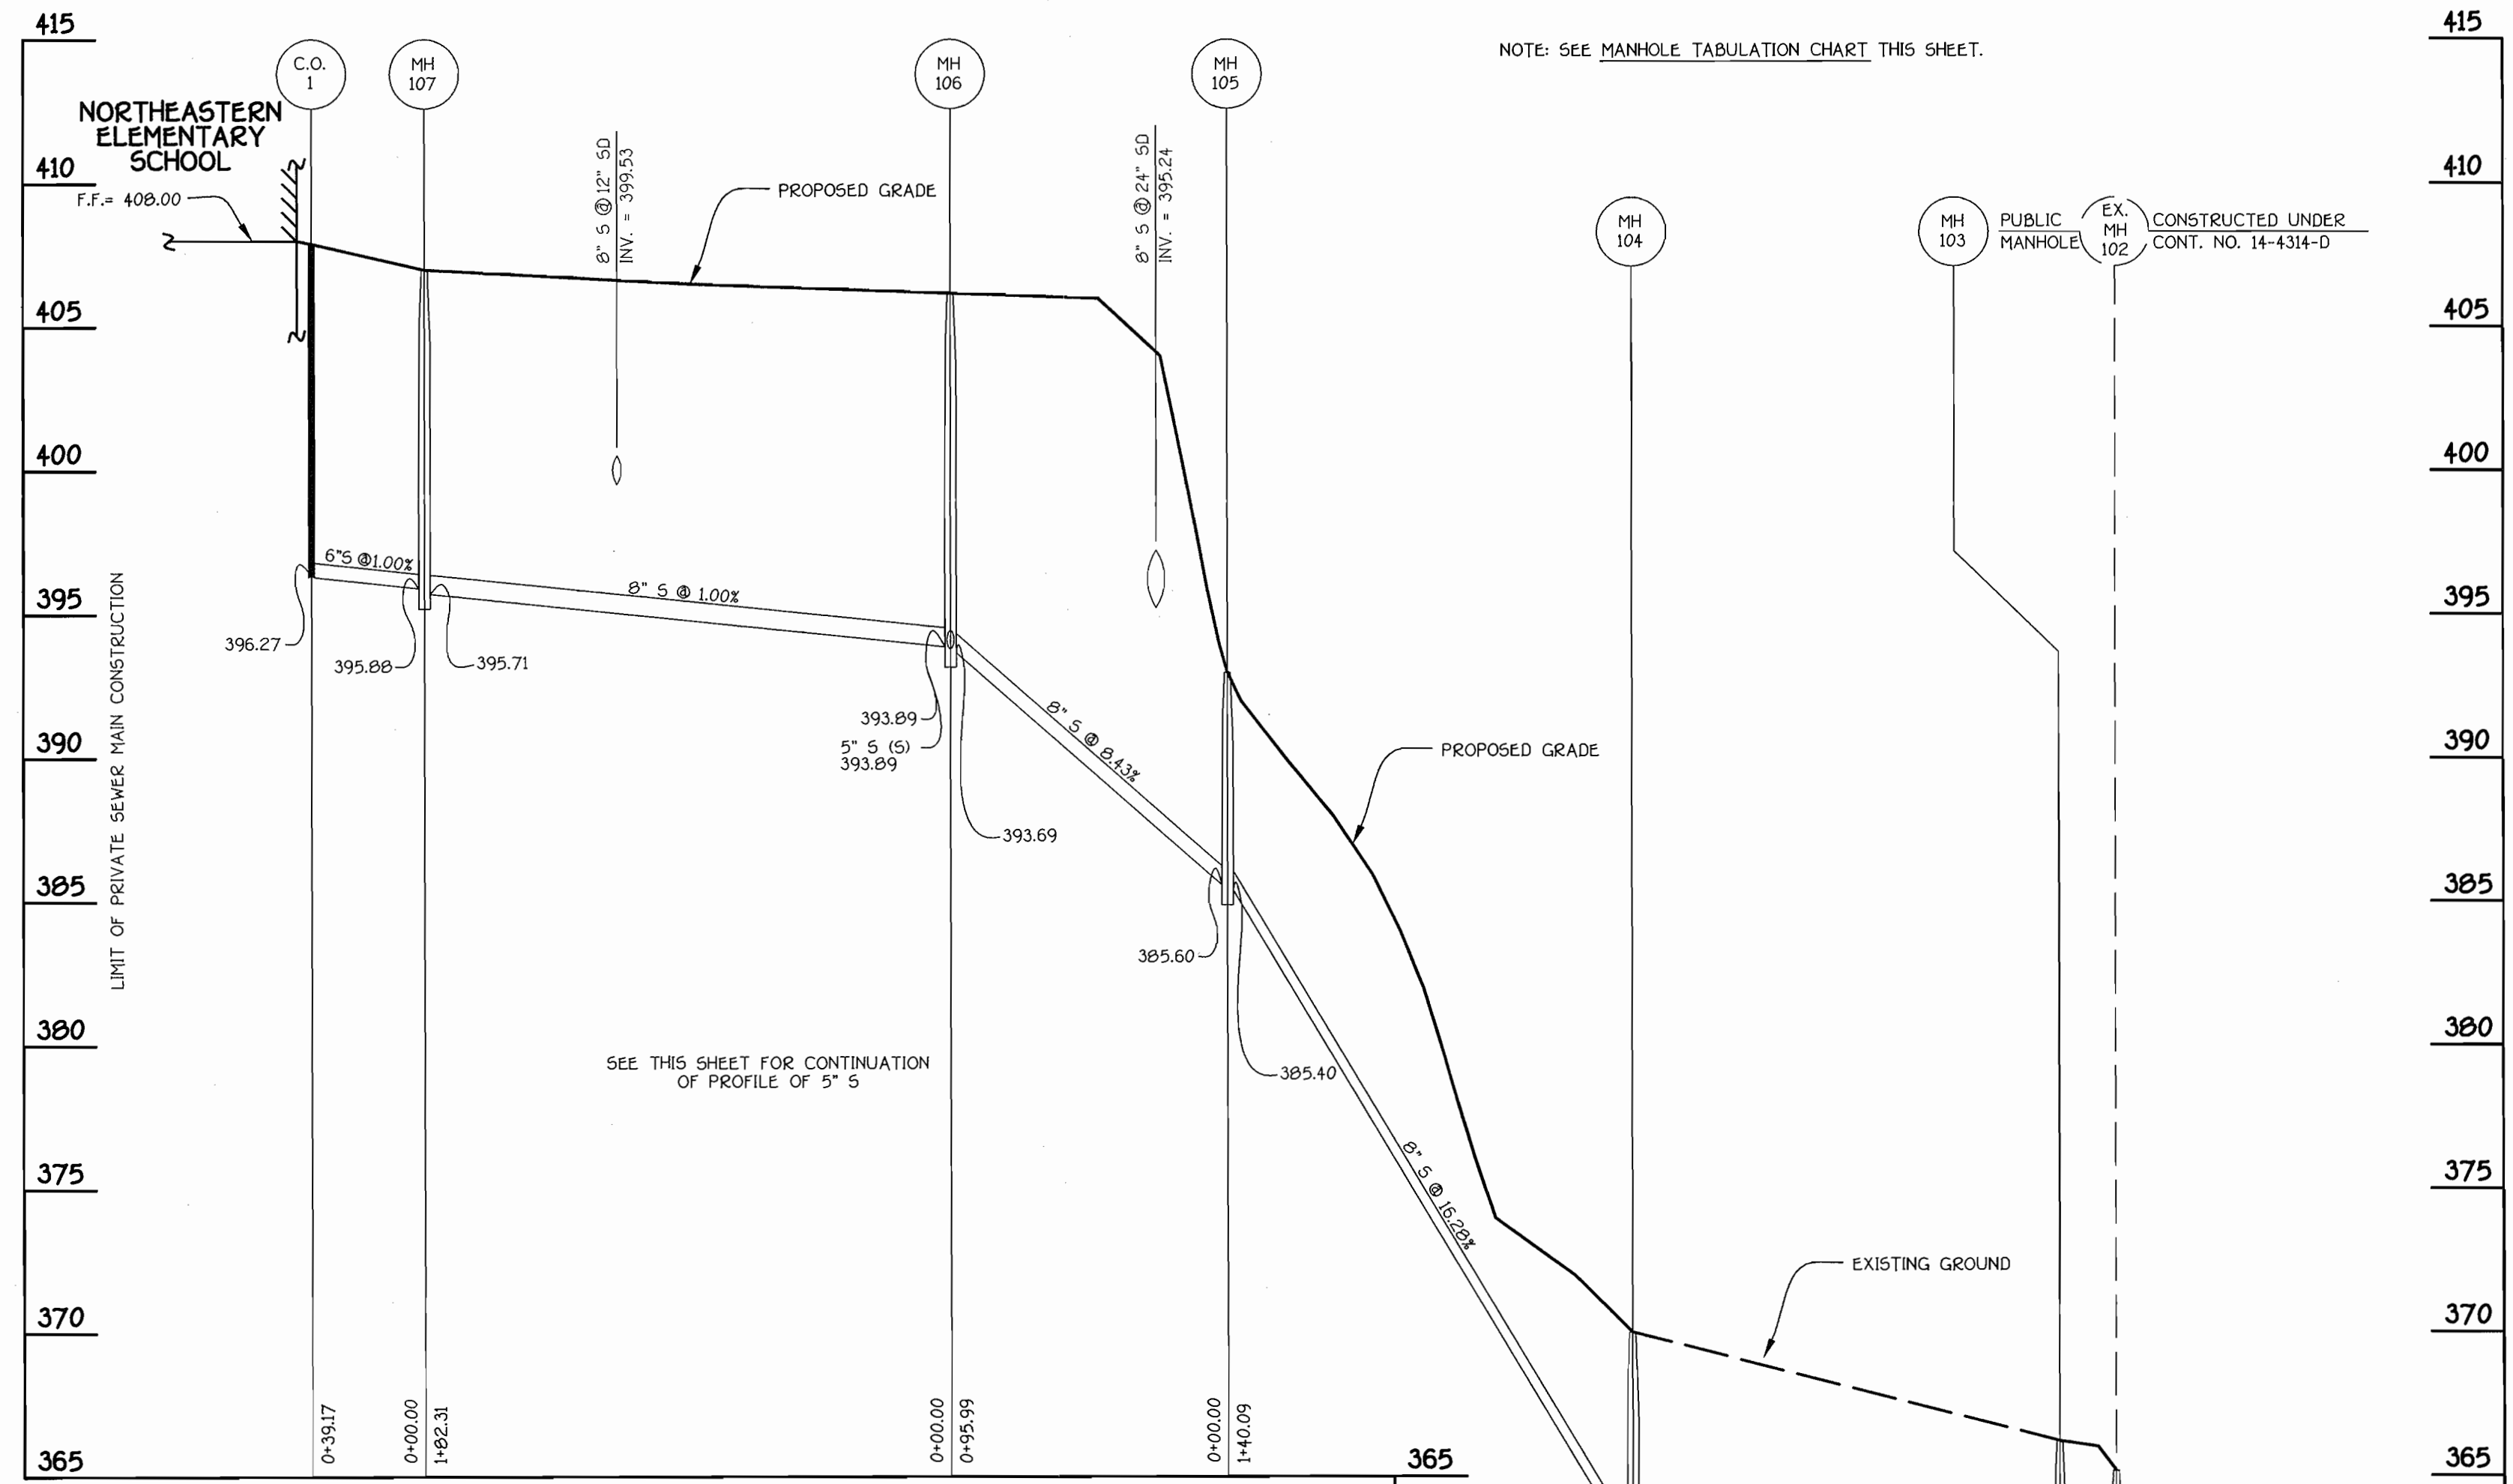 415
415
C.O.
1
MH
107
MH
106
MH
105
NOTE: SEE MANHOLE TABULATION CHART THIS SHEET.
NORTHEASTERN
ELEMENTARY
SCHOOL
F.F.= 408.00
8" S @ 12" SD
INV. = 399.53
PROPOSED GRADE
8" S @ 24" SD
INV. = 395.24
MH
104
MH
103
PUBLIC
MANHOLE
EX.
MH
102
CONSTRUCTED UNDER
CONT. NO. 14-4314-D
410
410
405
405
400
400
395
395
390
390
385
385
380
380
375
375
370
370
365
365
365
LIMIT OF PRIVATE SEWER MAIN CONSTRUCTION
6"S @1.00%
8" S @ 1.00%
396.27
395.88
395.71
393.89
5" S (S)
393.89
393.69
8" S @ 8.43%
PROPOSED GRADE
385.60
385.40
SEE THIS SHEET FOR CONTINUATION
OF PROFILE OF 5" S
8" S @ 16.28%
EXISTING GROUND
0+39.17
0+00.00
1+82.31
0+00.00
0+95.99
0+00.00
1+40.09